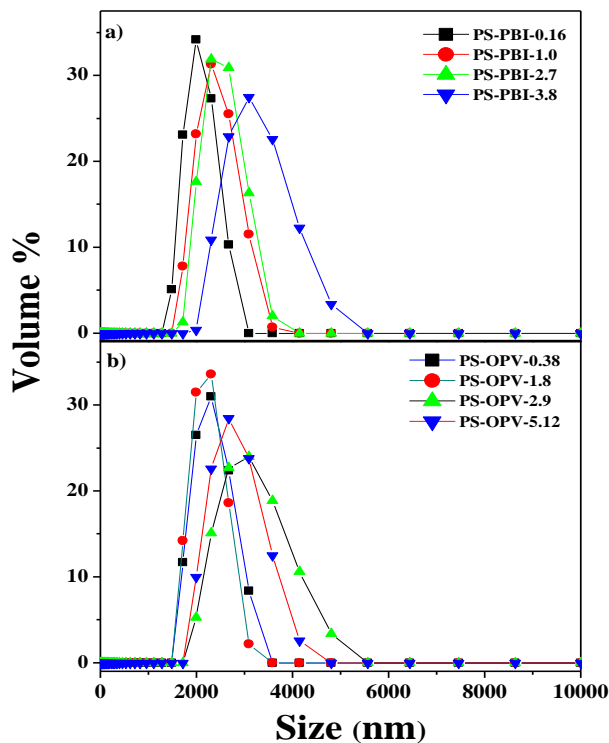 a)
PS-PBI-0.16
PS-PBI-1.0
PS-PBI-2.7
PS-PBI-3.8
30
20
10
0
Volume %
b)
PS-OPV-0.38
PS-OPV-1.8
PS-OPV-2.9
PS-OPV-5.12
30
20
10
0
0 2000 4000 6000 8000 10000
Size (nm)